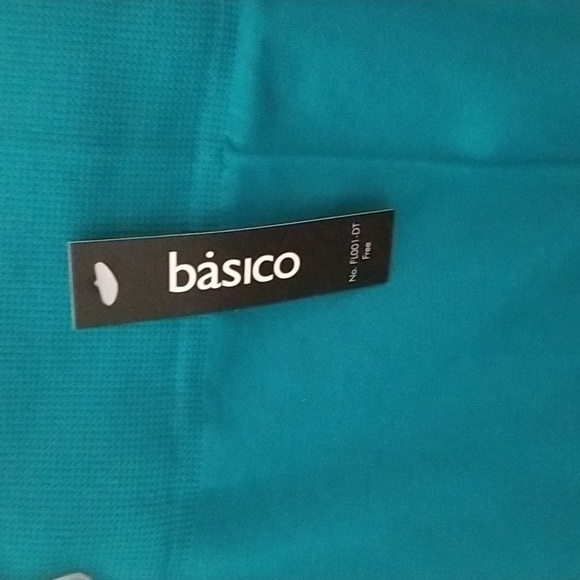 básico
No. FL001-DT
Free